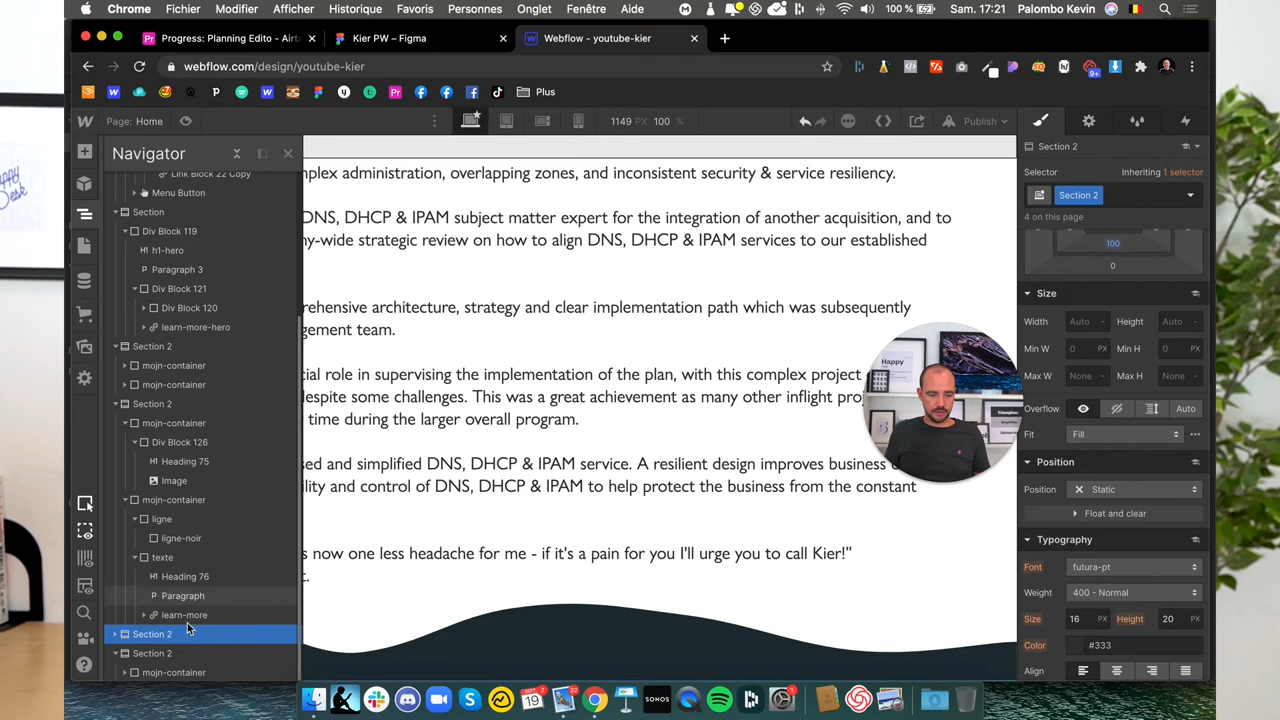 Chrome Fichier Modifier Afficher Historique Favoris Personnes Onglet Fenêtre Aide 100 % Sam. 17:21 Palombo Kevin
Progress: Planning Edito - Airta
Kier PW – Figma
Webflow - youtube-kier
webflow.com/design/youtube-kier
9+
Plus
Page: Home
1149 PX 100 %
Publish
Navigator
Link Block 22 Copy
Menu Button
Section
Div Block 119
h1-hero
Paragraph 3
Div Block 121
Div Block 120
learn-more-hero
Section 2
mojn-container
mojn-container
Section 2
mojn-container
Div Block 126
Heading 75
Image
mojn-container
ligne
ligne-noir
texte
Heading 76
Paragraph
learn-more
Section 2
Section 2
mojn-container
nplex administration, overlapping zones, and inconsistent security & service resiliency.
DNS, DHCP & IPAM subject matter expert for the integration of another acquisition, and to
ny-wide strategic review on how to align DNS, DHCP & IPAM services to our established
rehensive architecture, strategy and clear implementation path which was subsequently
gement team.
cial role in supervising the implementation of the plan, with this complex project
espite some challenges. This was a great achievement as many other inflight pro
time during the larger overall program.
sed and simplified DNS, DHCP & IPAM service. A resilient design improves business
ility and control of DNS, DHCP & IPAM to help protect the business from the constant
s now one less headache for me - if it's a pain for you I'll urge you to call Kier!”
t.
Happy
Section 2
Selector
Inheriting 1 selector
Section 2
4 on this page
100
0
Size
Width Auto - Height Auto -
Min W 0 PX Min H 0 PX
Max W None - Max H None -
Overflow Auto
Fit Fill
Position
Position Static
Float and clear
Typography
Font futura-pt
Weight 400 - Normal
Size 16 PX Height 20 PX
Color #333
Align
SONOS